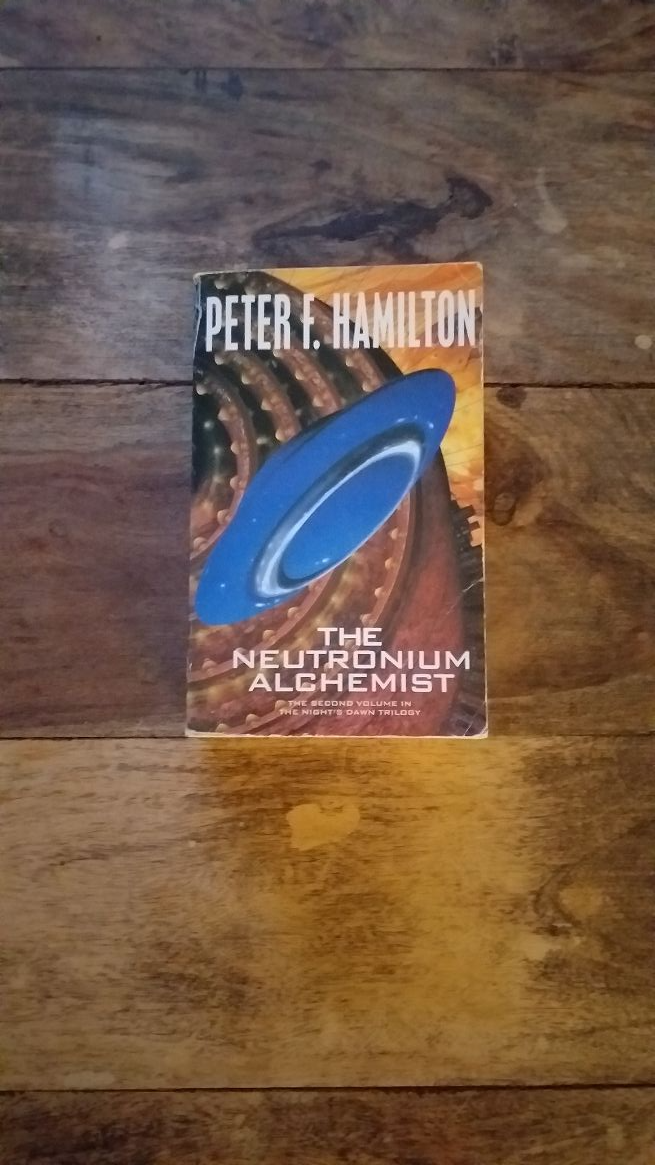 PETER F. HAMILTON
THE
NEUTRONIUM
ALCHEMIST
THE SECOND VOLUME IN
THE NIGHT'S DAWN TRILOGY